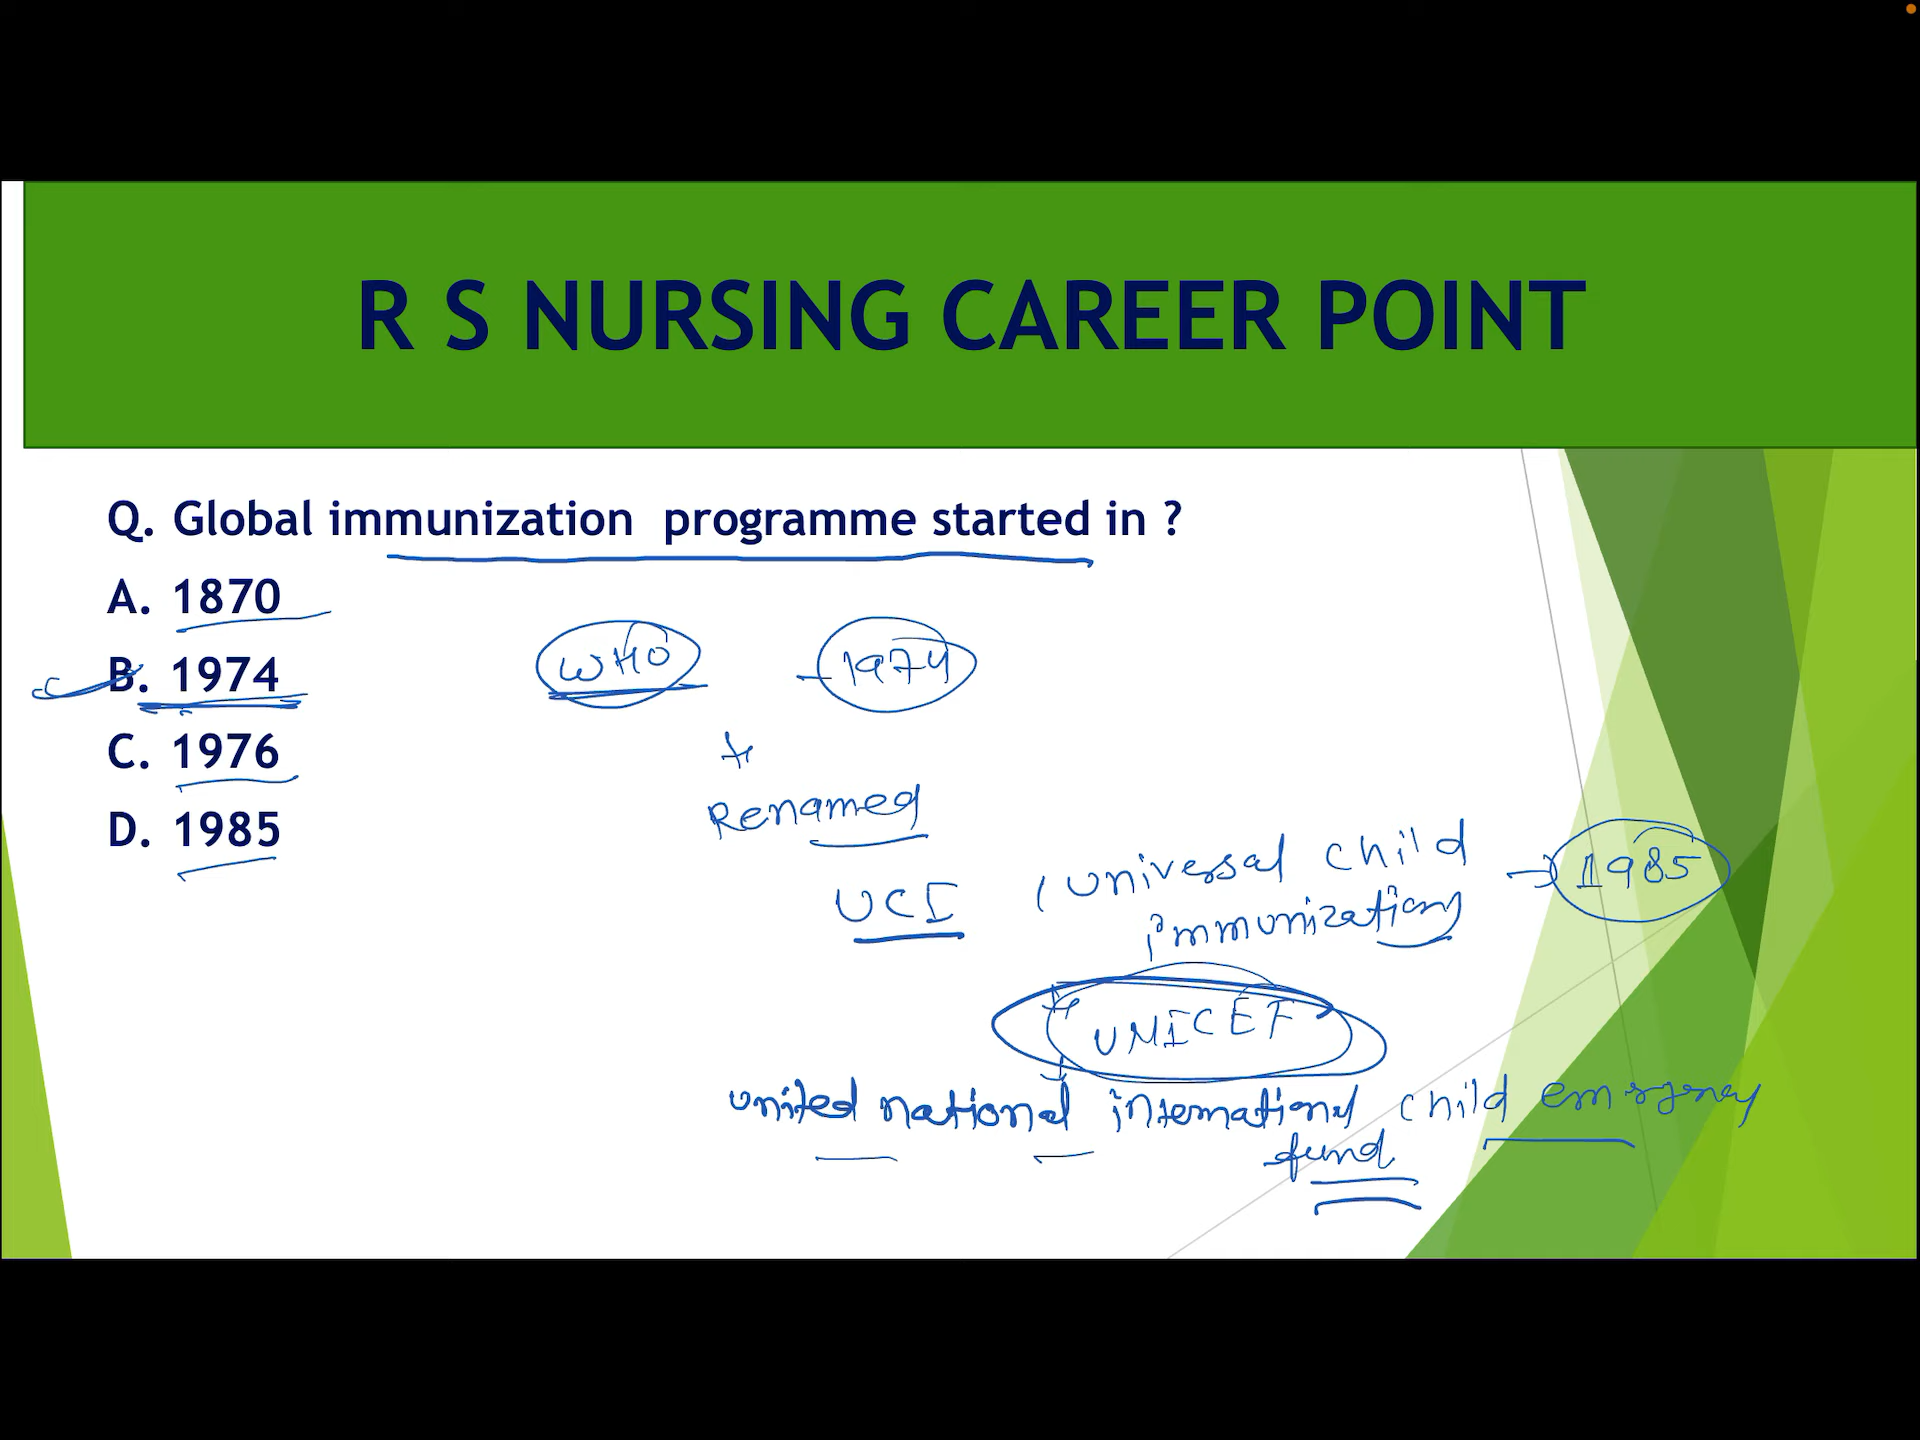 R S NURSING CAREER POINT
Q. Global immunization programme started in ?
A. 1870
B. 1974
C. 1976
D. 1985
WHO - 1974
Renamed
UCI ( Universal child → 1985
immunization)
UNICEF
united national international child emergency
fund